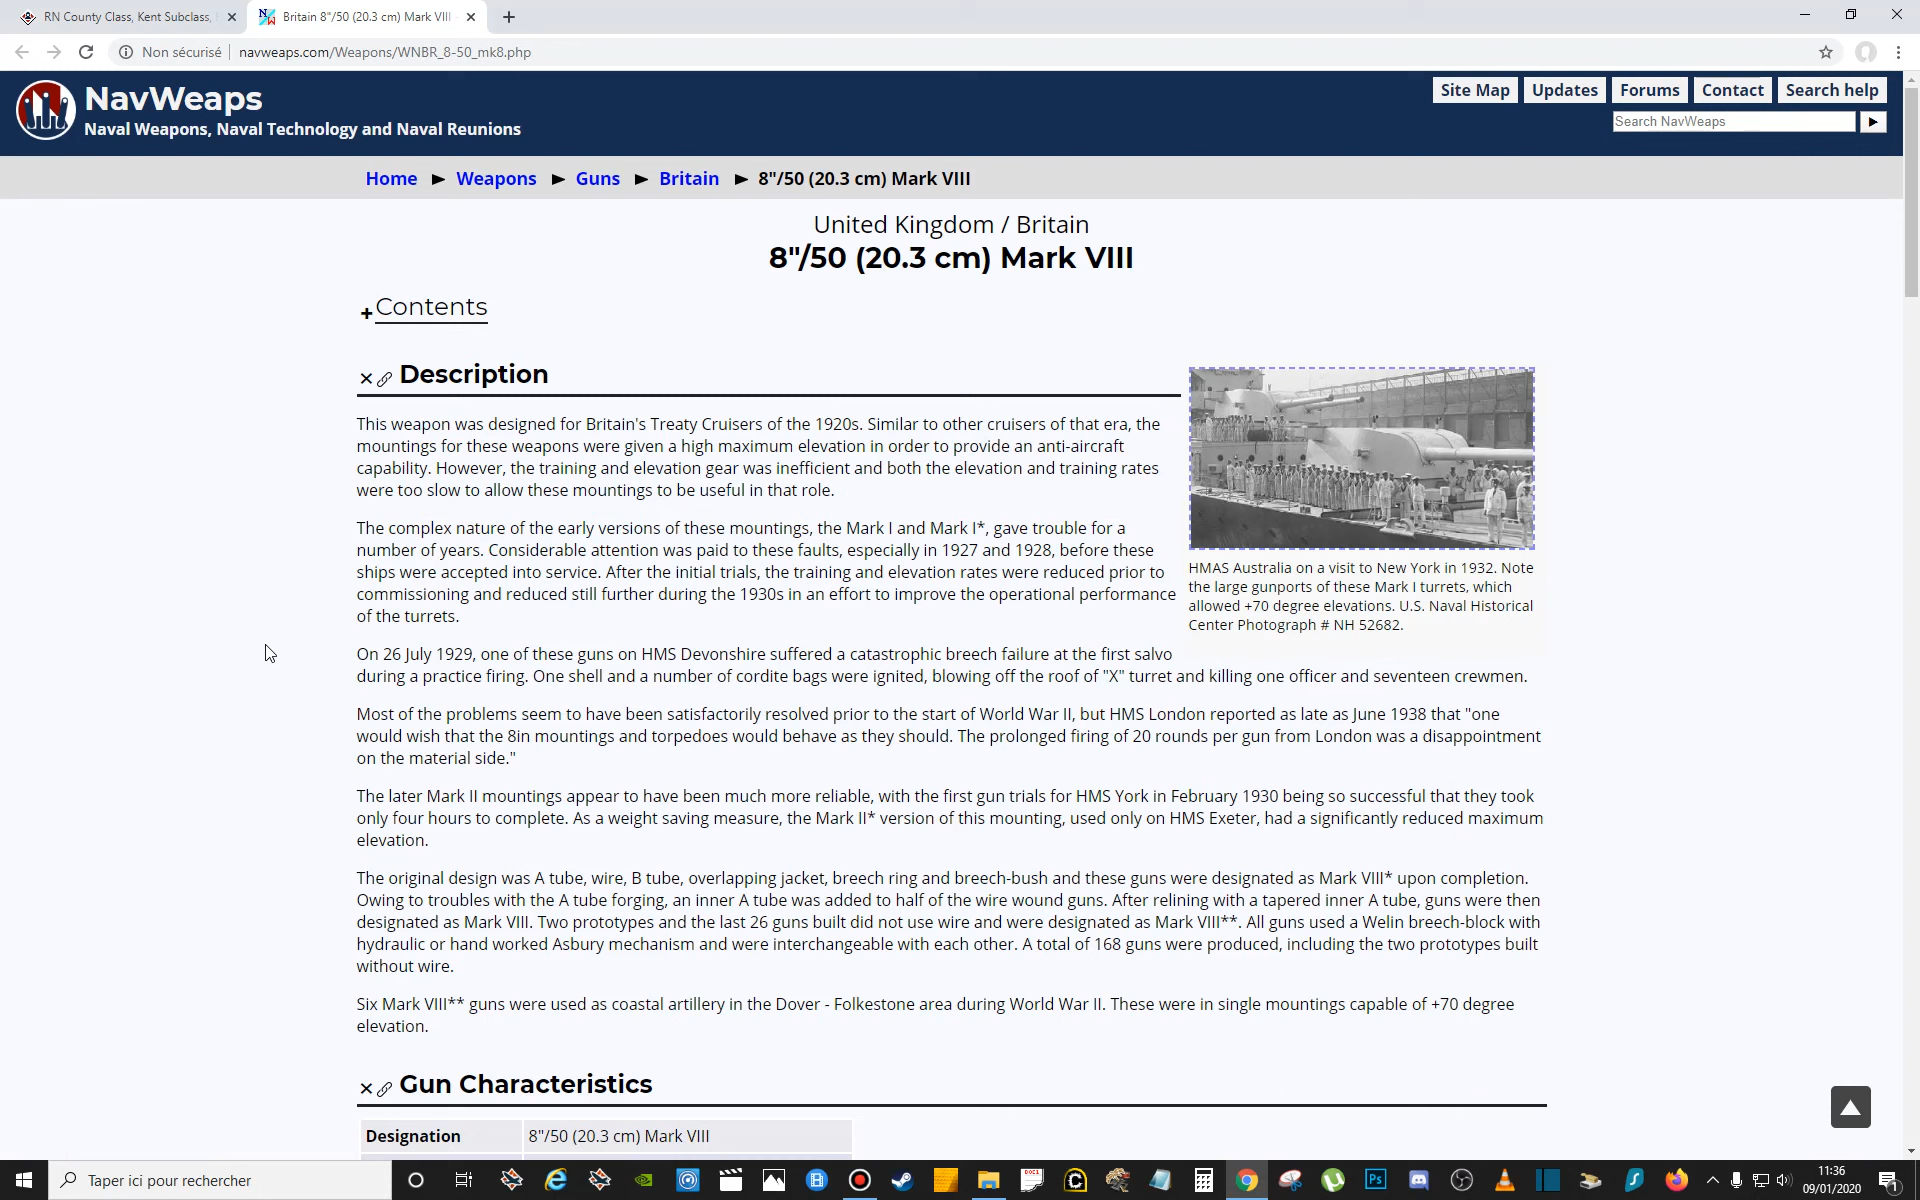 RN County Class, Kent Subclass,
Britain 8"/50 (20.3 cm) Mark VIII
Non sécurisé
navweaps.com/Weapons/WNBR_8-50_mk8.php
NavWeaps
Naval Weapons, Naval Technology and Naval Reunions
Site Map Updates Forums Contact Search help
Search NavWeaps
Home ► Weapons ► Guns ► Britain ► 8"/50 (20.3 cm) Mark VIII
United Kingdom / Britain
8"/50 (20.3 cm) Mark VIII
+Contents
Description
This weapon was designed for Britain's Treaty Cruisers of the 1920s. Similar to other cruisers of that era, the
mountings for these weapons were given a high maximum elevation in order to provide an anti-aircraft
capability. However, the training and elevation gear was inefficient and both the elevation and training rates
were too slow to allow these mountings to be useful in that role.
The complex nature of the early versions of these mountings, the Mark I and Mark I*, gave trouble for a
number of years. Considerable attention was paid to these faults, especially in 1927 and 1928, before these
ships were accepted into service. After the initial trials, the training and elevation rates were reduced prior to
commissioning and reduced still further during the 1930s in an effort to improve the operational performance
of the turrets.
HMAS Australia on a visit to New York in 1932. Note
the large gunports of these Mark I turrets, which
allowed +70 degree elevations. U.S. Naval Historical
Center Photograph # NH 52682.
On 26 July 1929, one of these guns on HMS Devonshire suffered a catastrophic breech failure at the first salvo
during a practice firing. One shell and a number of cordite bags were ignited, blowing off the roof of "X" turret and killing one officer and seventeen crewmen.
Most of the problems seem to have been satisfactorily resolved prior to the start of World War II, but HMS London reported as late as June 1938 that "one
would wish that the 8in mountings and torpedoes would behave as they should. The prolonged firing of 20 rounds per gun from London was a disappointment
on the material side."
The later Mark II mountings appear to have been much more reliable, with the first gun trials for HMS York in February 1930 being so successful that they took
only four hours to complete. As a weight saving measure, the Mark II* version of this mounting, used only on HMS Exeter, had a significantly reduced maximum
elevation.
The original design was A tube, wire, B tube, overlapping jacket, breech ring and breech-bush and these guns were designated as Mark VIII* upon completion.
Owing to troubles with the A tube forging, an inner A tube was added to half of the wire wound guns. After relining with a tapered inner A tube, guns were then
designated as Mark VIII. Two prototypes and the last 26 guns built did not use wire and were designated as Mark VIII**. All guns used a Welin breech-block with
hydraulic or hand worked Asbury mechanism and were interchangeable with each other. A total of 168 guns were produced, including the two prototypes built
without wire.
Six Mark VIII** guns were used as coastal artillery in the Dover - Folkestone area during World War II. These were in single mountings capable of +70 degree
elevation.
Gun Characteristics
Designation 8"/50 (20.3 cm) Mark VIII
Taper ici pour rechercher
11:36
09/01/2020